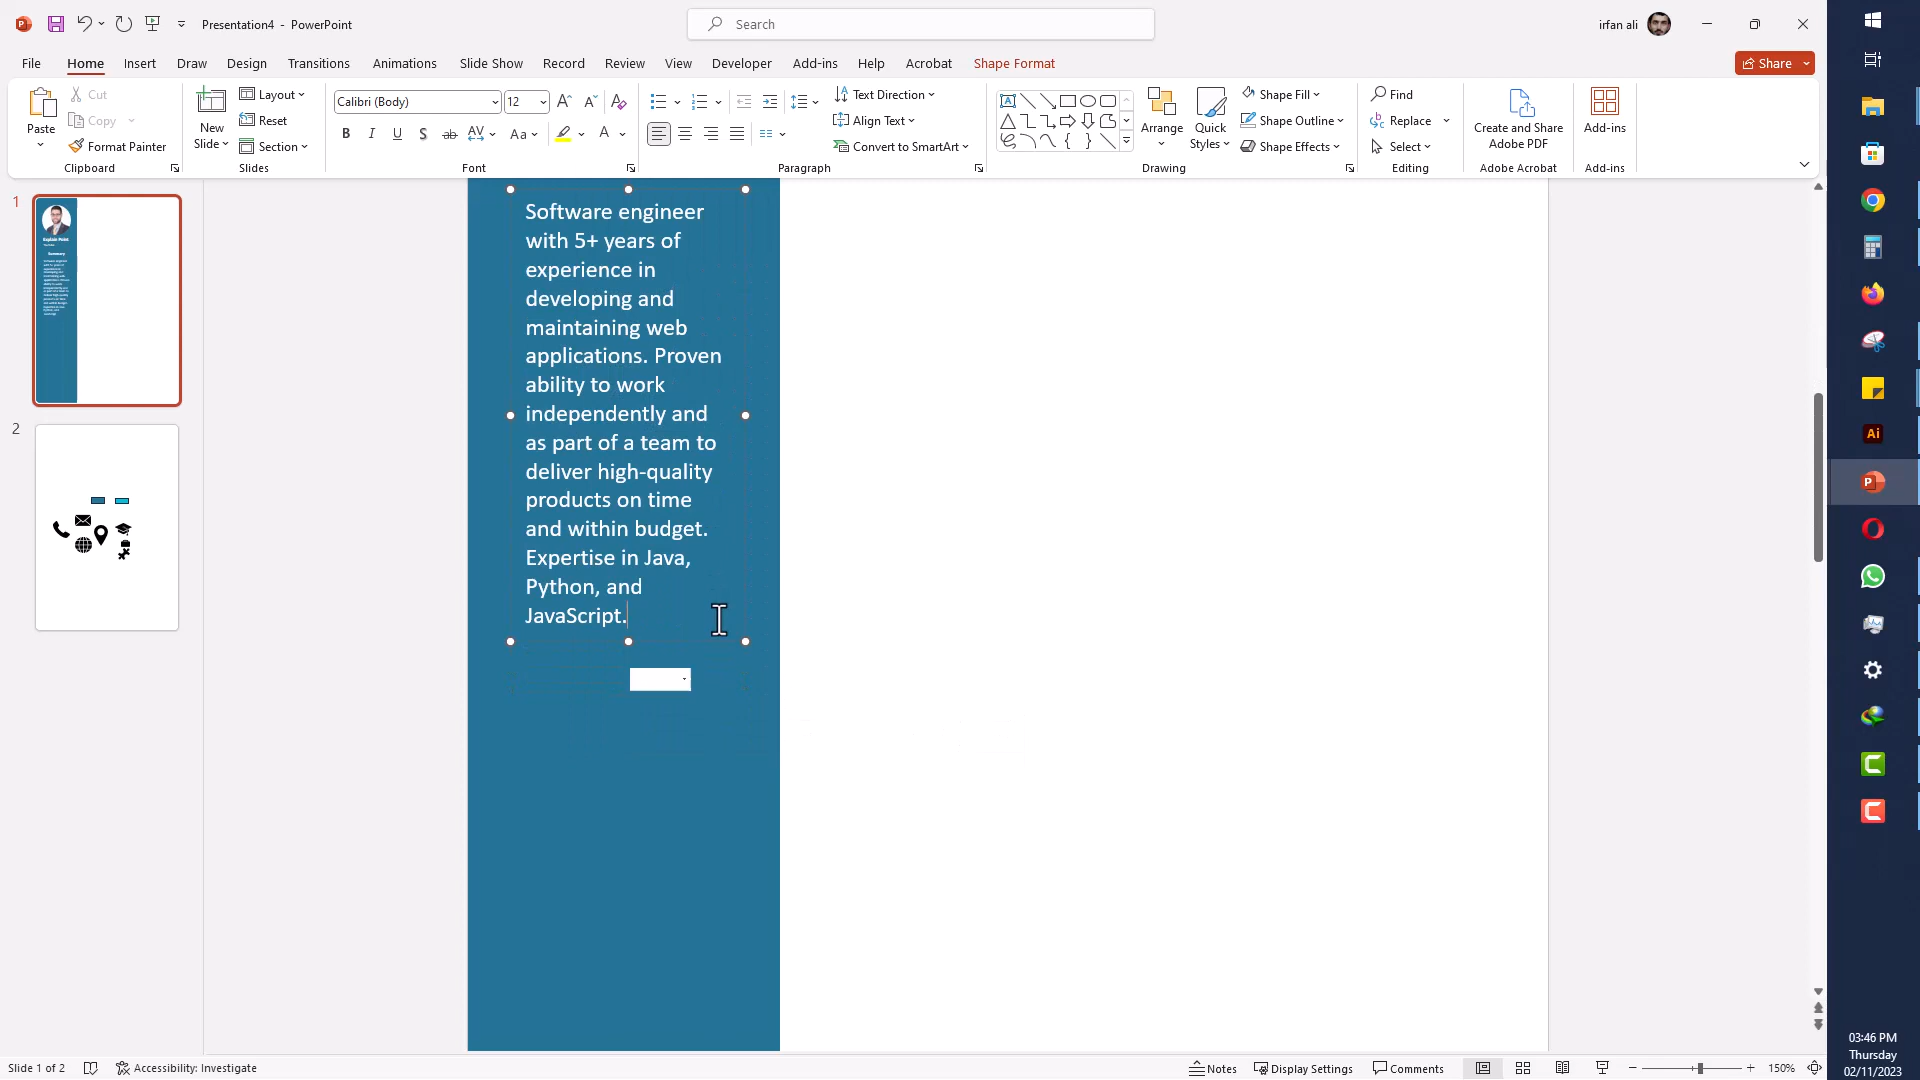 Presentation4 - PowerPoint
Search
irfan ali
File
Home
Insert
Draw
Design
Transitions
Animations
Slide Show
Record
Review
View
Developer
Add-ins
Help
Acrobat
Shape Format
Share
Paste
Cut
Copy
Format Painter
Clipboard
New
Slide
Layout
Reset
Section
Slides
Calibri (Body)
12
Font
Text Direction
Align Text
Convert to SmartArt
Paragraph
Arrange
Quick
Styles
Shape Fill
Shape Outline
Shape Effects
Drawing
Find
Replace
Select
Editing
Create and Share
Adobe PDF
Adobe Acrobat
Add-ins
Add-ins
1
Explain Point
Summary
2
Software engineer
with 5+ years of
experience in
developing and
maintaining web
applications. Proven
ability to work
independently and
as part of a team to
deliver high-quality
products on time
and within budget.
Expertise in Java,
Python, and
JavaScript.
Slide 1 of 2
Accessibility: Investigate
Notes
Display Settings
Comments
150%
03:46 PM
Thursday
02/11/2023